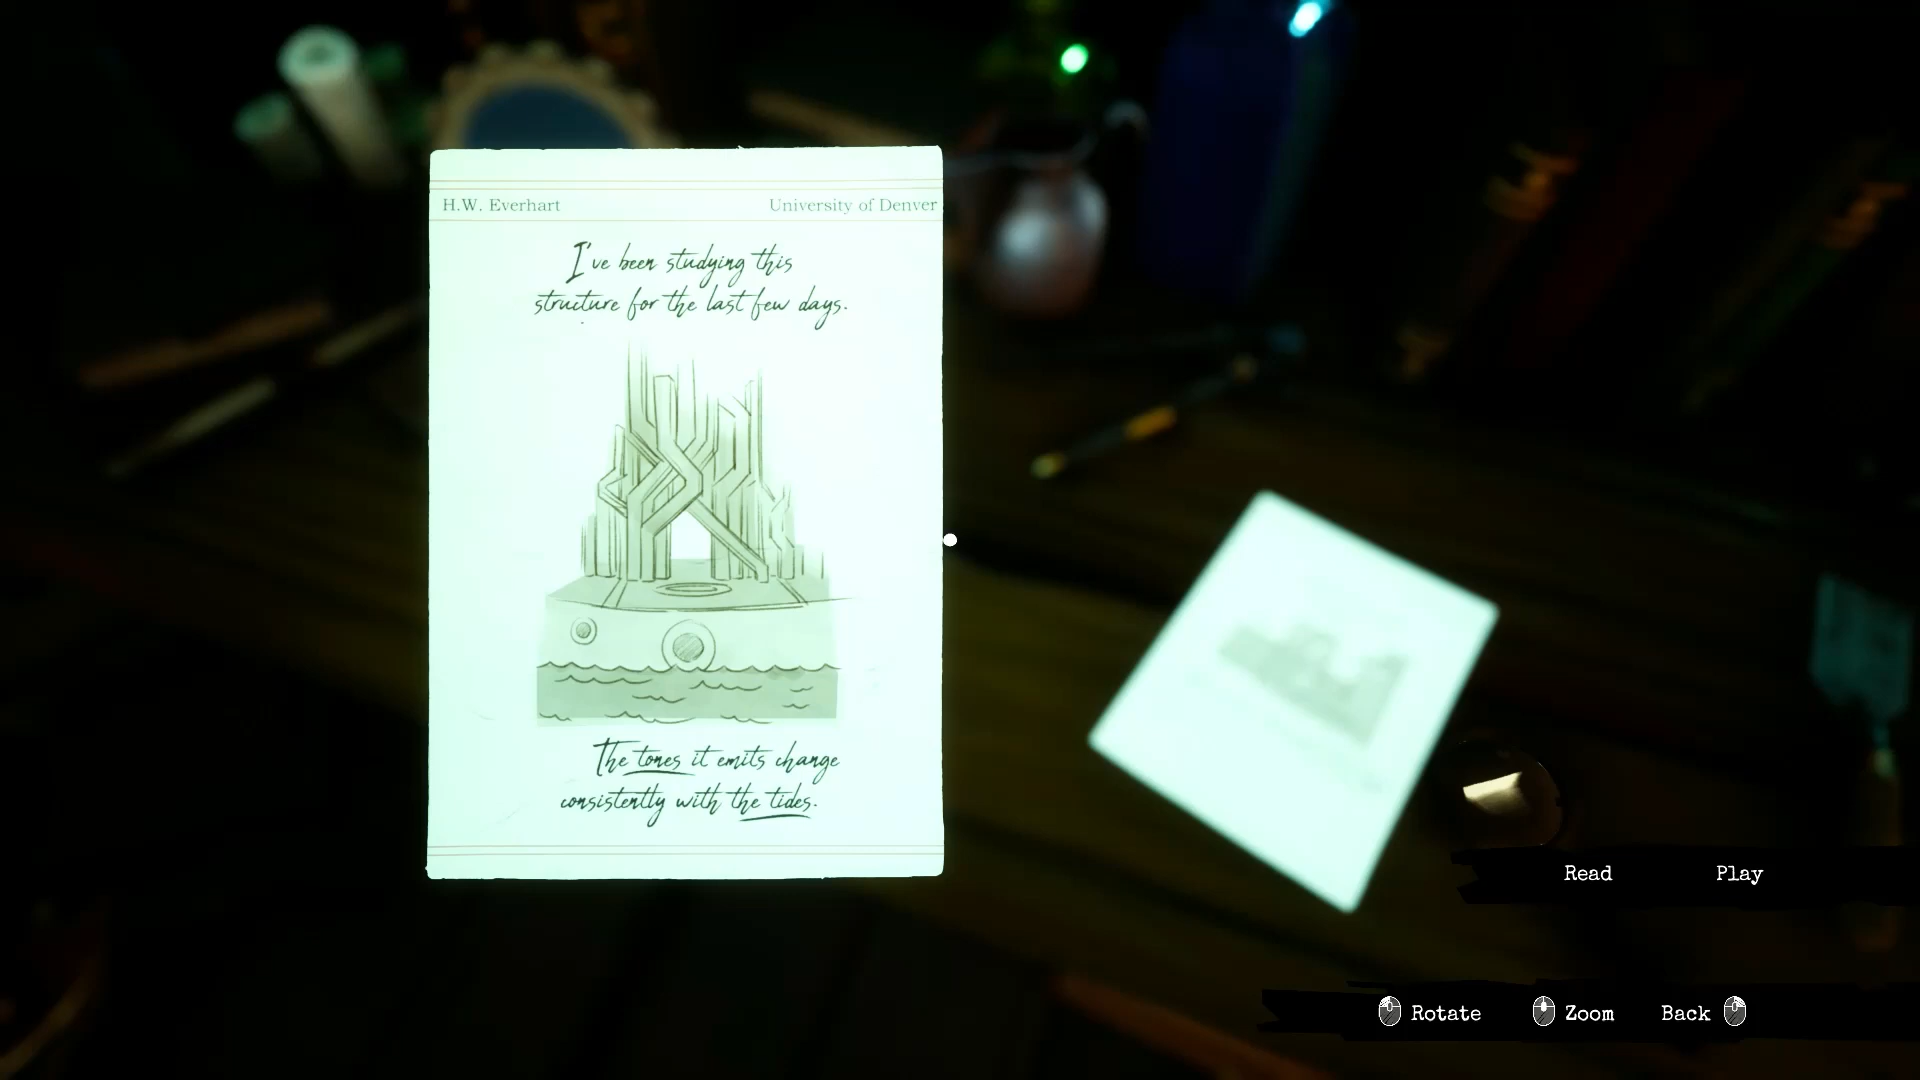 H.W. Everhart University of Denver
I've been studying this
structure for the last few days.
The tones it emits change
consistently with the tides.
Read Play
Rotate Zoom Back